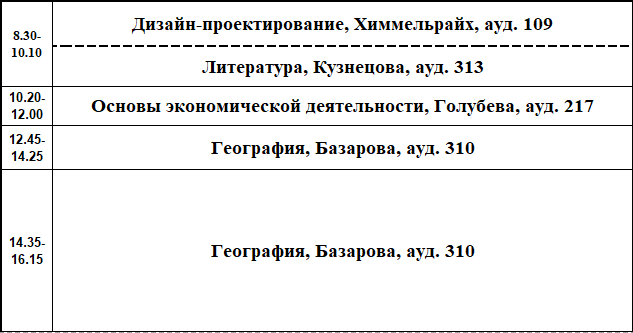 8.30-
10.10
Дизайн-проектирование, Химмельрайх, ауд. 109
Литература, Кузнецова, ауд. 313
10.20-
12.00
Основы экономической деятельности, Голубева, ауд. 217
12.45-
14.25
География, Базарова, ауд. 310
14.35-
16.15
География, Базарова, ауд. 310